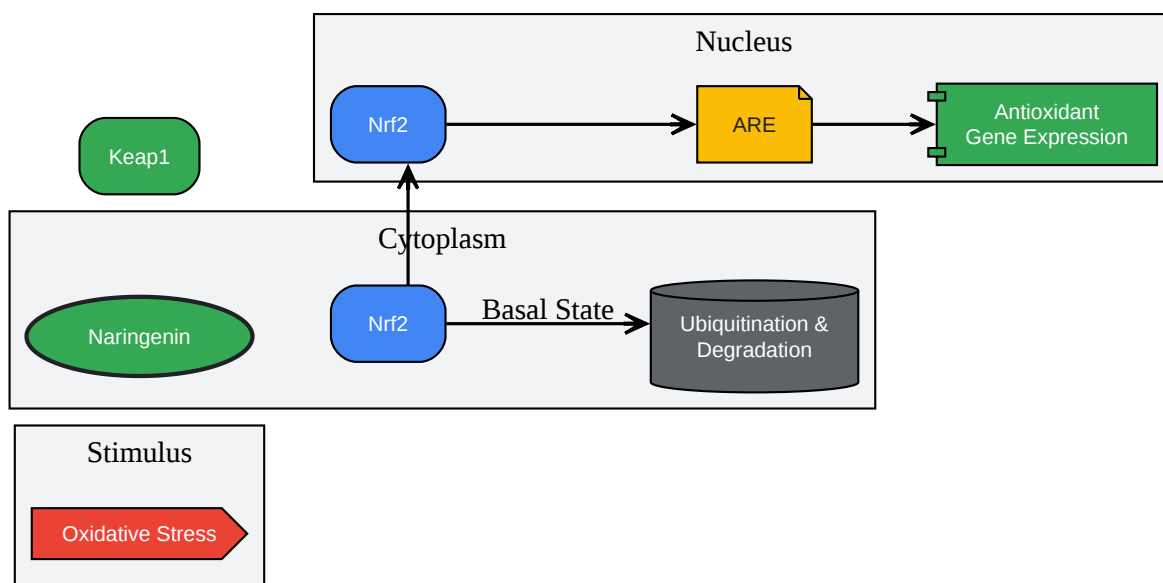 Nucleus
Nrf2
ARE
Antioxidant
Gene Expression
Keap1
Cytoplasm
Naringenin
Nrf2
Basal State
Ubiquitination &
Degradation
Stimulus
Oxidative Stress